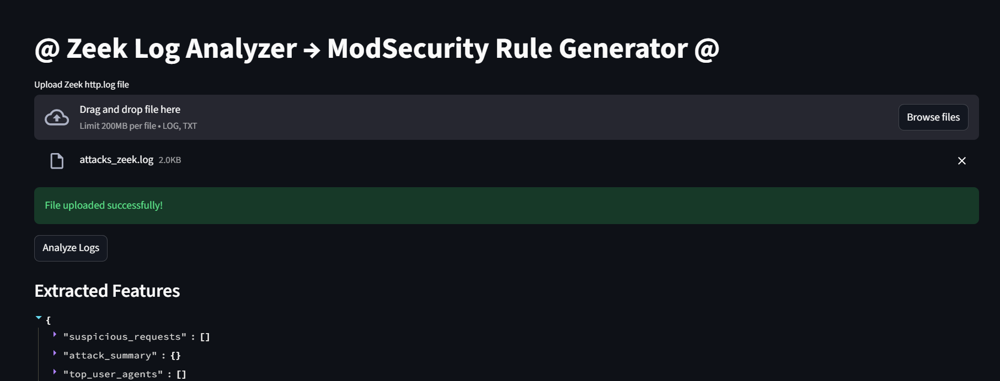 @ Zeek Log Analyzer → ModSecurity Rule Generator @
Upload Zeek http.log file
Drag and drop file here
Limit 200MB per file • LOG, TXT
Browse files
attacks_zeek.log 2.0KB
File uploaded successfully!
Analyze Logs
Extracted Features
{
"suspicious_requests" : []
"attack_summary" : {}
"top_user_agents" : []